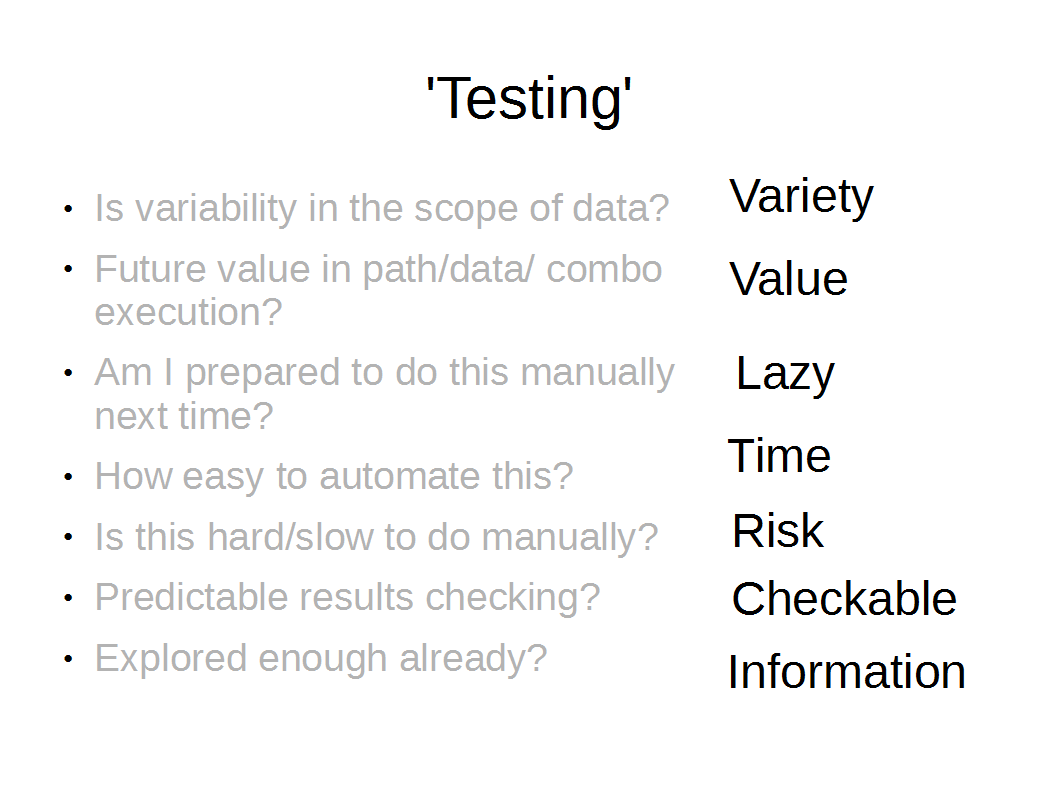 'Testing'
• Is variability in the scope of data?
Variety
• Future value in path/data/ combo
execution?
Value
• Am I prepared to do this manually
next time?
Lazy
• How easy to automate this?
Time
• Is this hard/slow to do manually?
Risk
• Predictable results checking?
Checkable
• Explored enough already?
Information